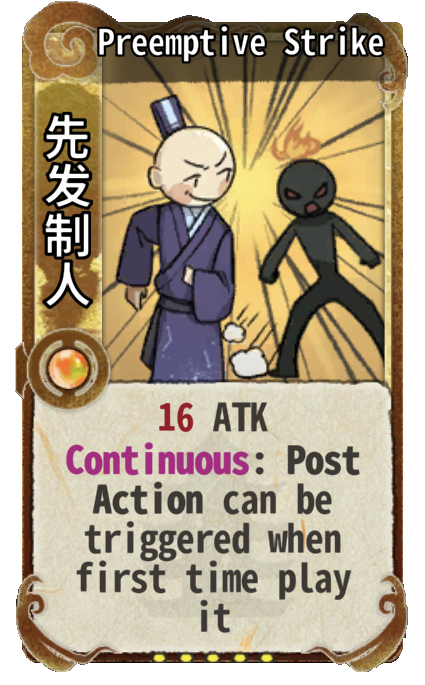 Preemptive Strike
先发制人
16 ATK
Continuous: Post
Action can be
triggered when
first time play
it